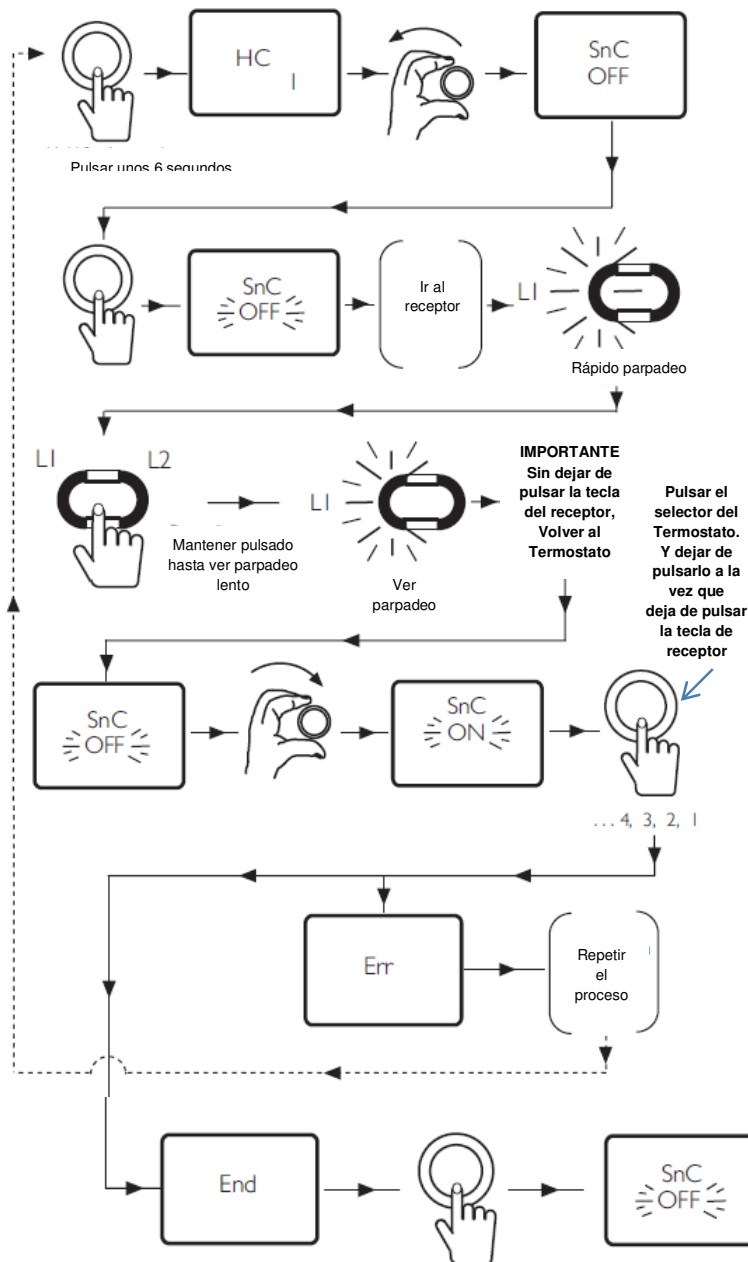 HC
1
SnC
OFF
Pulsar unos 6 segundos
SnC
OFF
Ir al
receptor
L1
Rápido parpadeo
L1
L2
Mantener pulsado
hasta ver parpadeo
lento
L1
Ver
parpadeo
IMPORTANTE
Sin dejar de
pulsar la tecla
del receptor,
Volver al
Termostato
Pulsar el
selector del
Termostato.
Y dejar de
pulsarlo a la
vez que
deja de pulsar
la tecla de
receptor
SnC
OFF
SnC
ON
... 4, 3, 2, 1
Err
Repetir
el
proceso
End
SnC
OFF